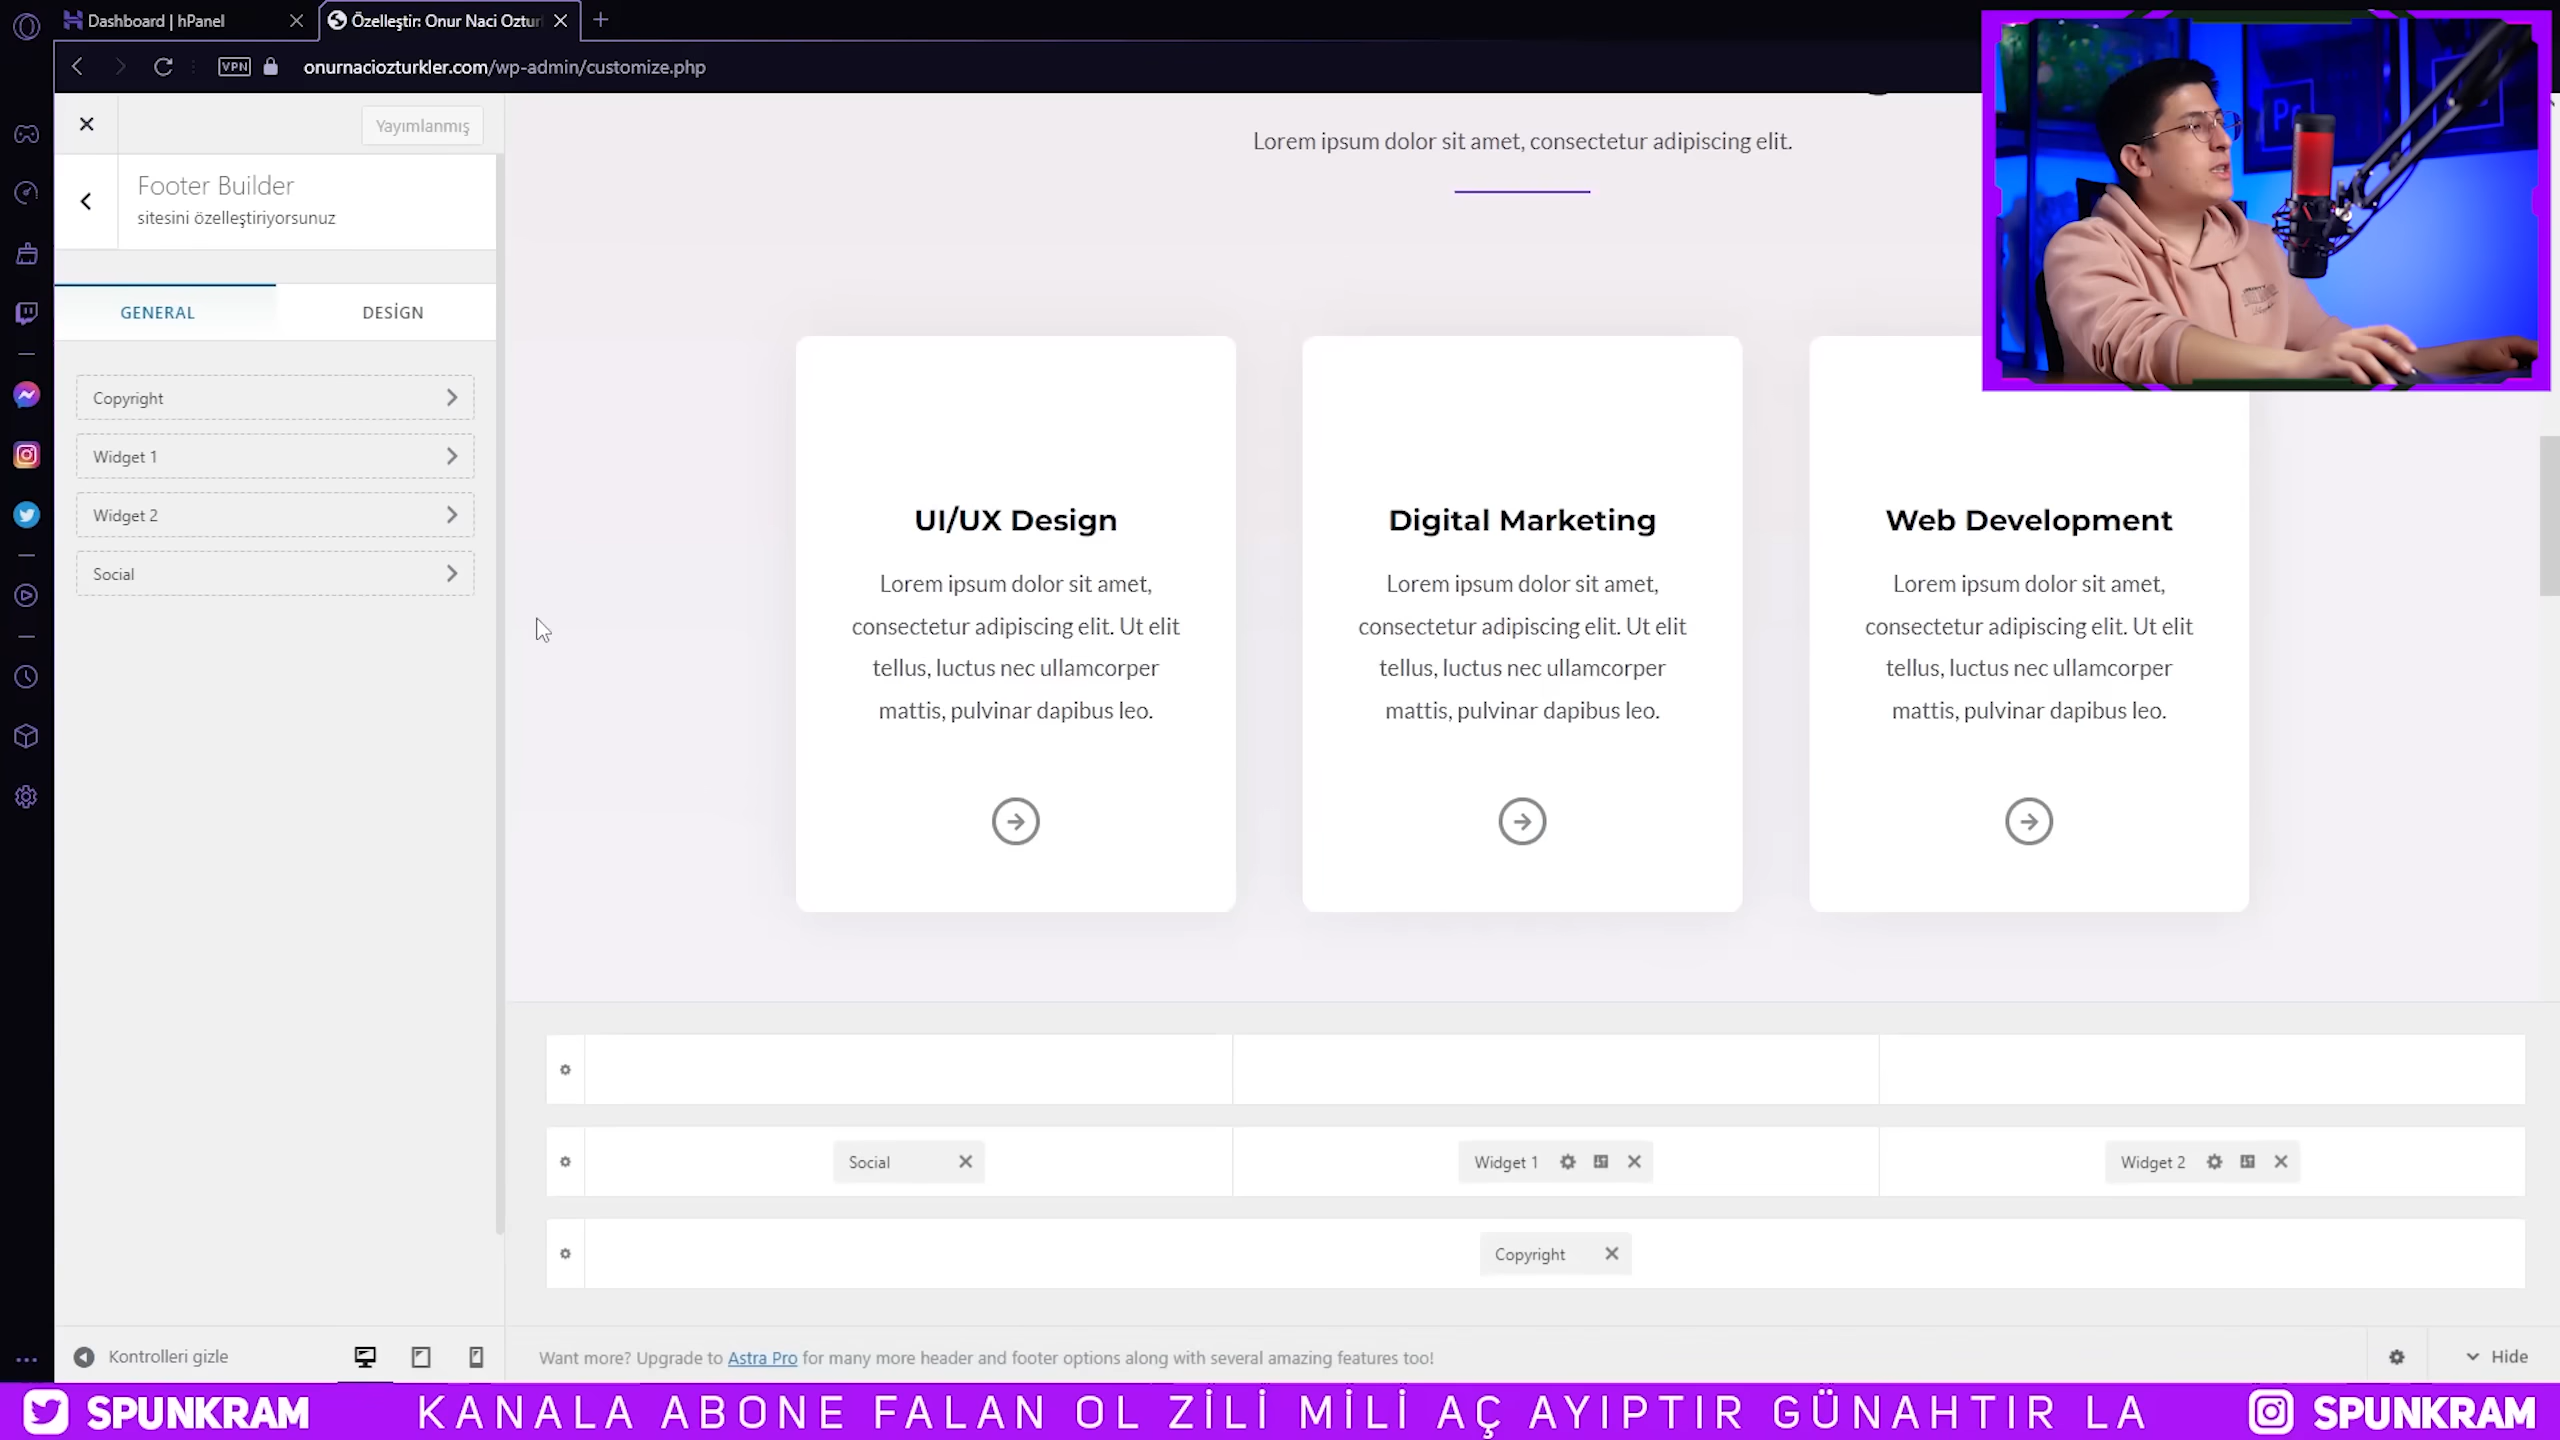 Dashboard | hPanel
Özelleştir: Onur Naci Oztur
VPN
onurnaciozturkler.com/wp-admin/customize.php
Yayımlanmış
Footer Builder
sitesini özelleştiriyorsunuz
GENERAL
DESİGN
Copyright
Widget 1
Widget 2
Social
Kontrolleri gizle
Lorem ipsum dolor sit amet, consectetur adipiscing elit.
UI/UX Design
Lorem ipsum dolor sit amet,
consectetur adipiscing elit. Ut elit
tellus, luctus nec ullamcorper
mattis, pulvinar dapibus leo.
Digital Marketing
Lorem ipsum dolor sit amet,
consectetur adipiscing elit. Ut elit
tellus, luctus nec ullamcorper
mattis, pulvinar dapibus leo.
Web Development
Lorem ipsum dolor sit amet,
consectetur adipiscing elit. Ut elit
tellus, luctus nec ullamcorper
mattis, pulvinar dapibus leo.
Social
Widget 1
Widget 2
Copyright
Want more? Upgrade to Astra Pro for many more header and footer options along with several amazing features too!
Hide
Pr
SPUNKRAM
KANALA ABONE FALAN OL ZİLİ MİLİ AÇ AYIPTIR GÜNAHTIR LA
SPUNKRAM